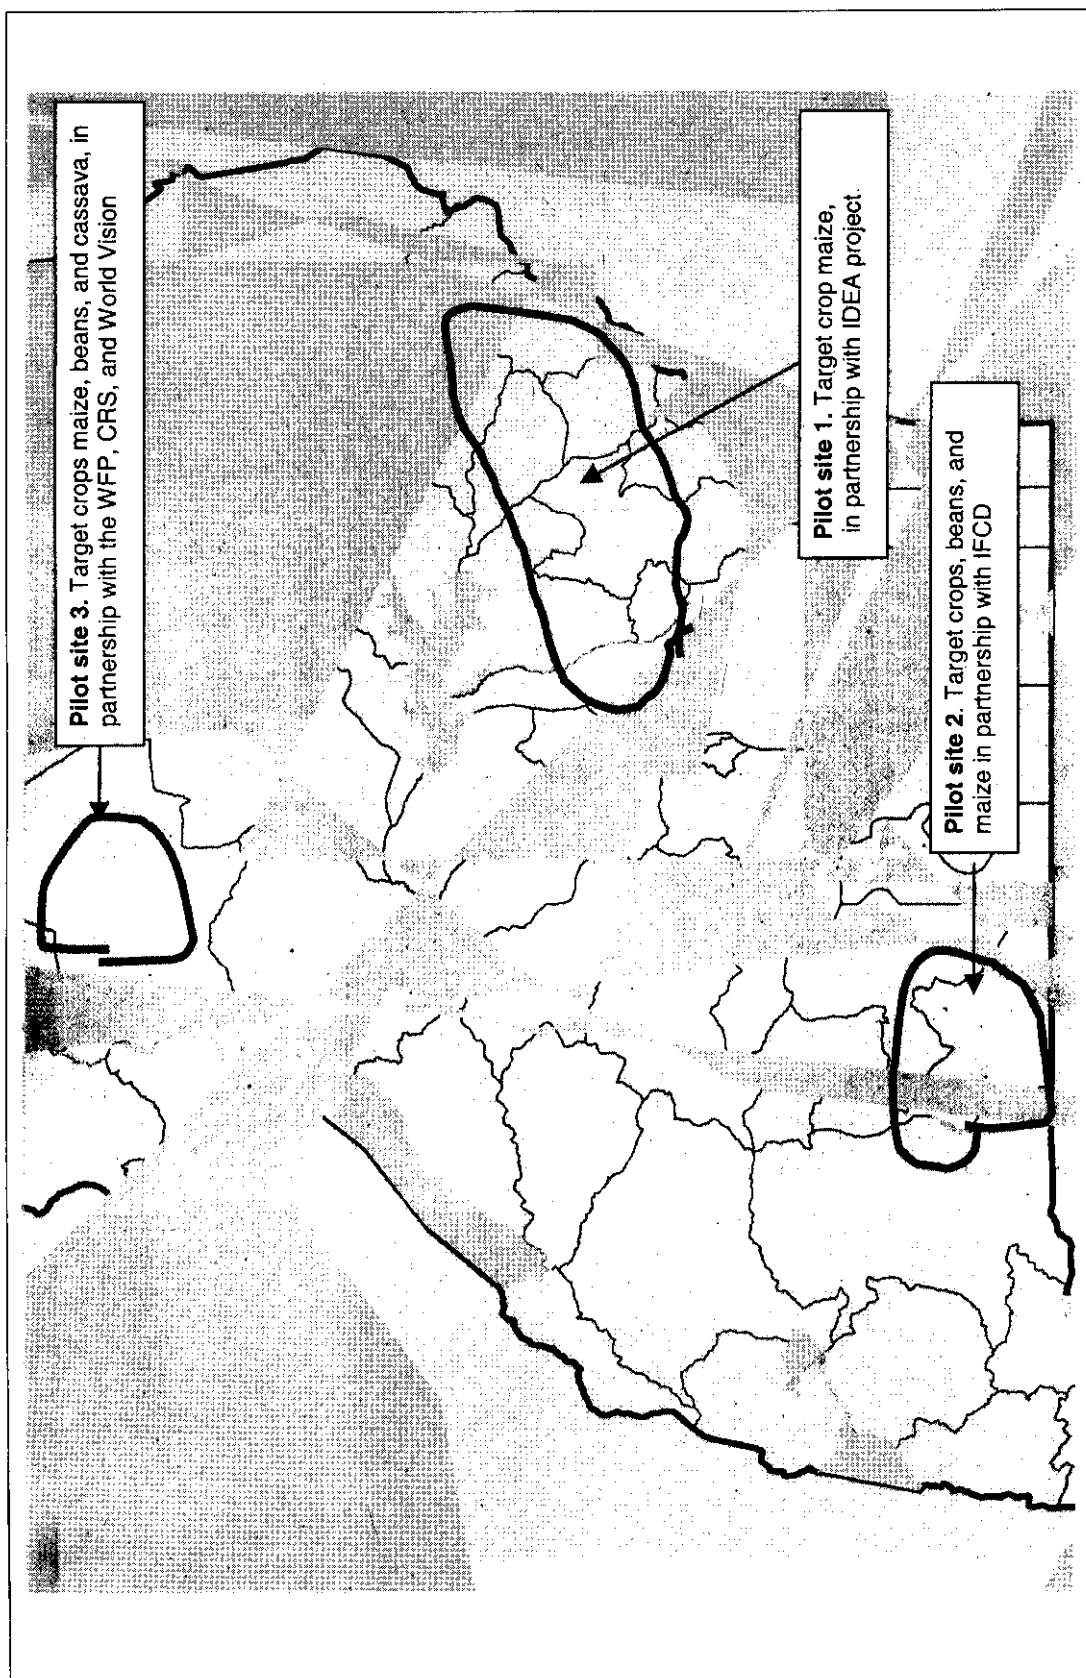 Pilot site 3. Target crops maize, beans, and cassava, in
partnership with the WFP, CRS, and World Vision
Pilot site 1. Target crop maize,
in partnership with IDEA project
Pilot site 2. Target crops, beans, and
maize in partnership with IFCD